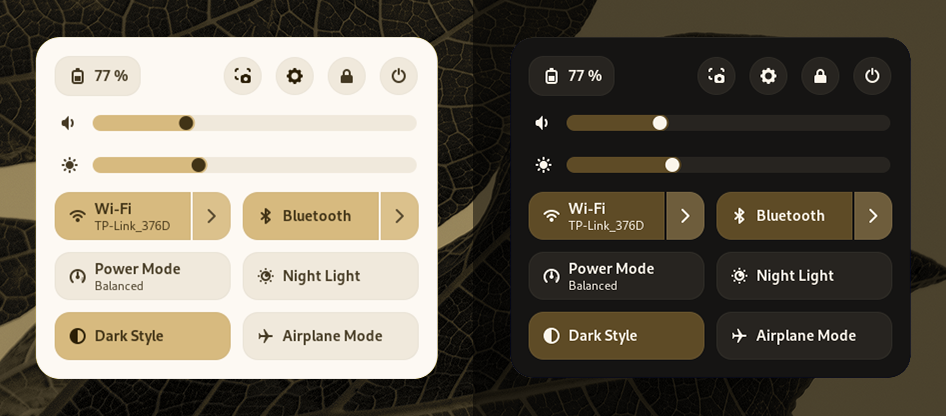 77 %
Wi-Fi
TP-Link_376D
Bluetooth
Power Mode
Balanced
Night Light
Dark Style
Airplane Mode
77 %
Wi-Fi
TP-Link_376D
Bluetooth
Power Mode
Balanced
Night Light
Dark Style
Airplane Mode